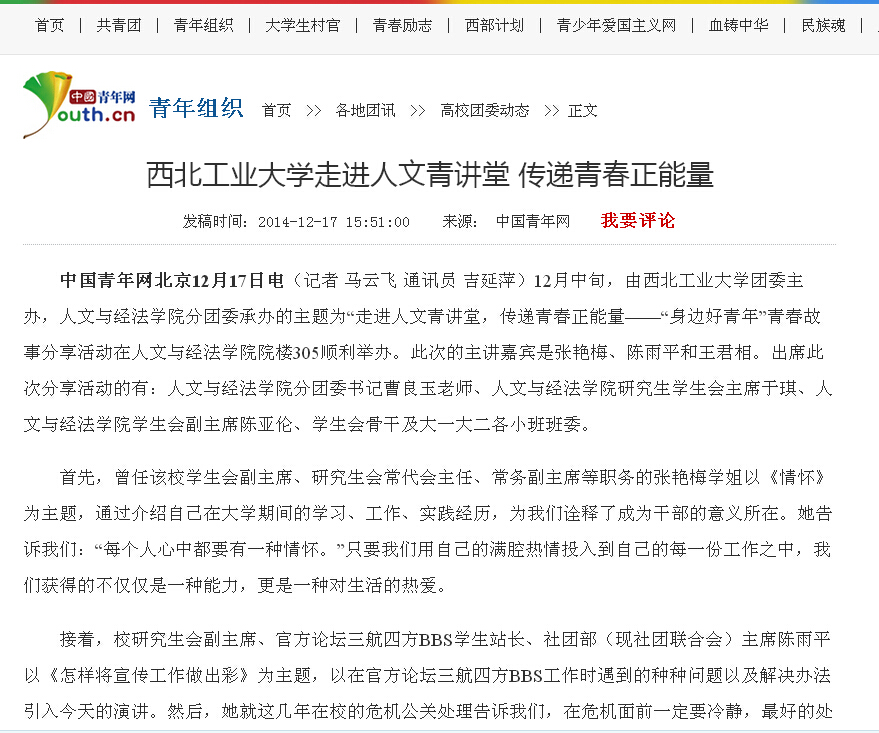 首页 | 共青团 | 青年组织 | 大学生村官 | 青春励志 | 西部计划 | 青少年爱国主义网 | 血铸中华 | 民族魂 |
中國青年网
Youth.cn
青年组织 首页 >> 各地团讯 >> 高校团委动态 >> 正文
西北工业大学走进人文青讲堂 传递青春正能量
发稿时间：2014-12-17 15:51:00 来源： 中国青年网 我要评论
中国青年网北京12月17日电（记者 马云飞 通讯员 吉延萍）12月中旬，由西北工业大学团委主
办，人文与经法学院分团委承办的主题为“走进人文青讲堂，传递青春正能量——“身边好青年”青春故
事分享活动在人文与经法学院院楼305顺利举办。此次的主讲嘉宾是张艳梅、陈雨平和王君相。出席此
次分享活动的有：人文与经法学院分团委书记曹良玉老师、人文与经法学院研究生学生会主席于琪、人
文与经法学院学生会副主席陈亚伦、学生会骨干及大一大二各小班班委。
首先，曾任该校学生会副主席、研究生会常代会主任、常务副主席等职务的张艳梅学姐以《情怀》
为主题，通过介绍自己在大学期间的学习、工作、实践经历，为我们诠释了成为干部的意义所在。她告
诉我们：“每个人心中都要有一种情怀。”只要我们用自己的满腔热情投入到自己的每一份工作之中，我
们获得的不仅仅是一种能力，更是一种对生活的热爱。
接着，校研究生会副主席、官方论坛三航四方BBS学生站长、社团部（现社团联合会）主席陈雨平
以《怎样将宣传工作做出彩》为主题，以在官方论坛三航四方BBS工作时遇到的种种问题以及解决办法
引入今天的演讲。然后，她就这几年在校的危机公关处理告诉我们，在危机面前一定要冷静，最好的处